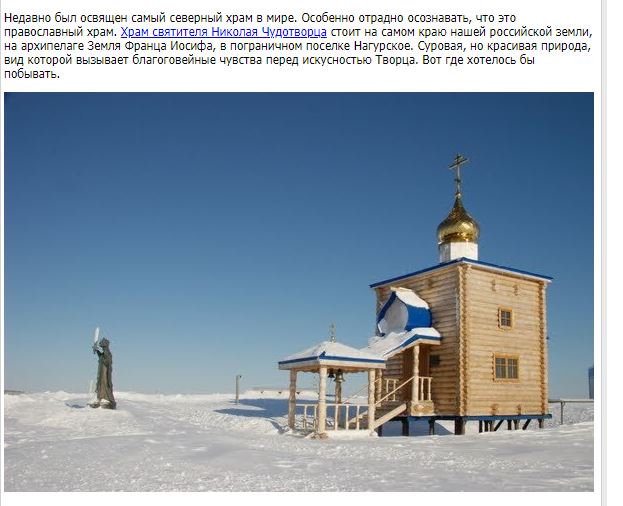 Недавно был освящен самый северный храм в мире. Особенно отрадно осознавать, что это
православный храм. Храм святителя Николая Чудотворца стоит на самом краю нашей российской земли,
на архипелаге Земля Франца Иосифа, в пограничном поселке Нагурское. Суровая, но красивая природа,
вид которой вызывает благоговейные чувства перед искусностью Творца. Вот где хотелось бы
побывать.